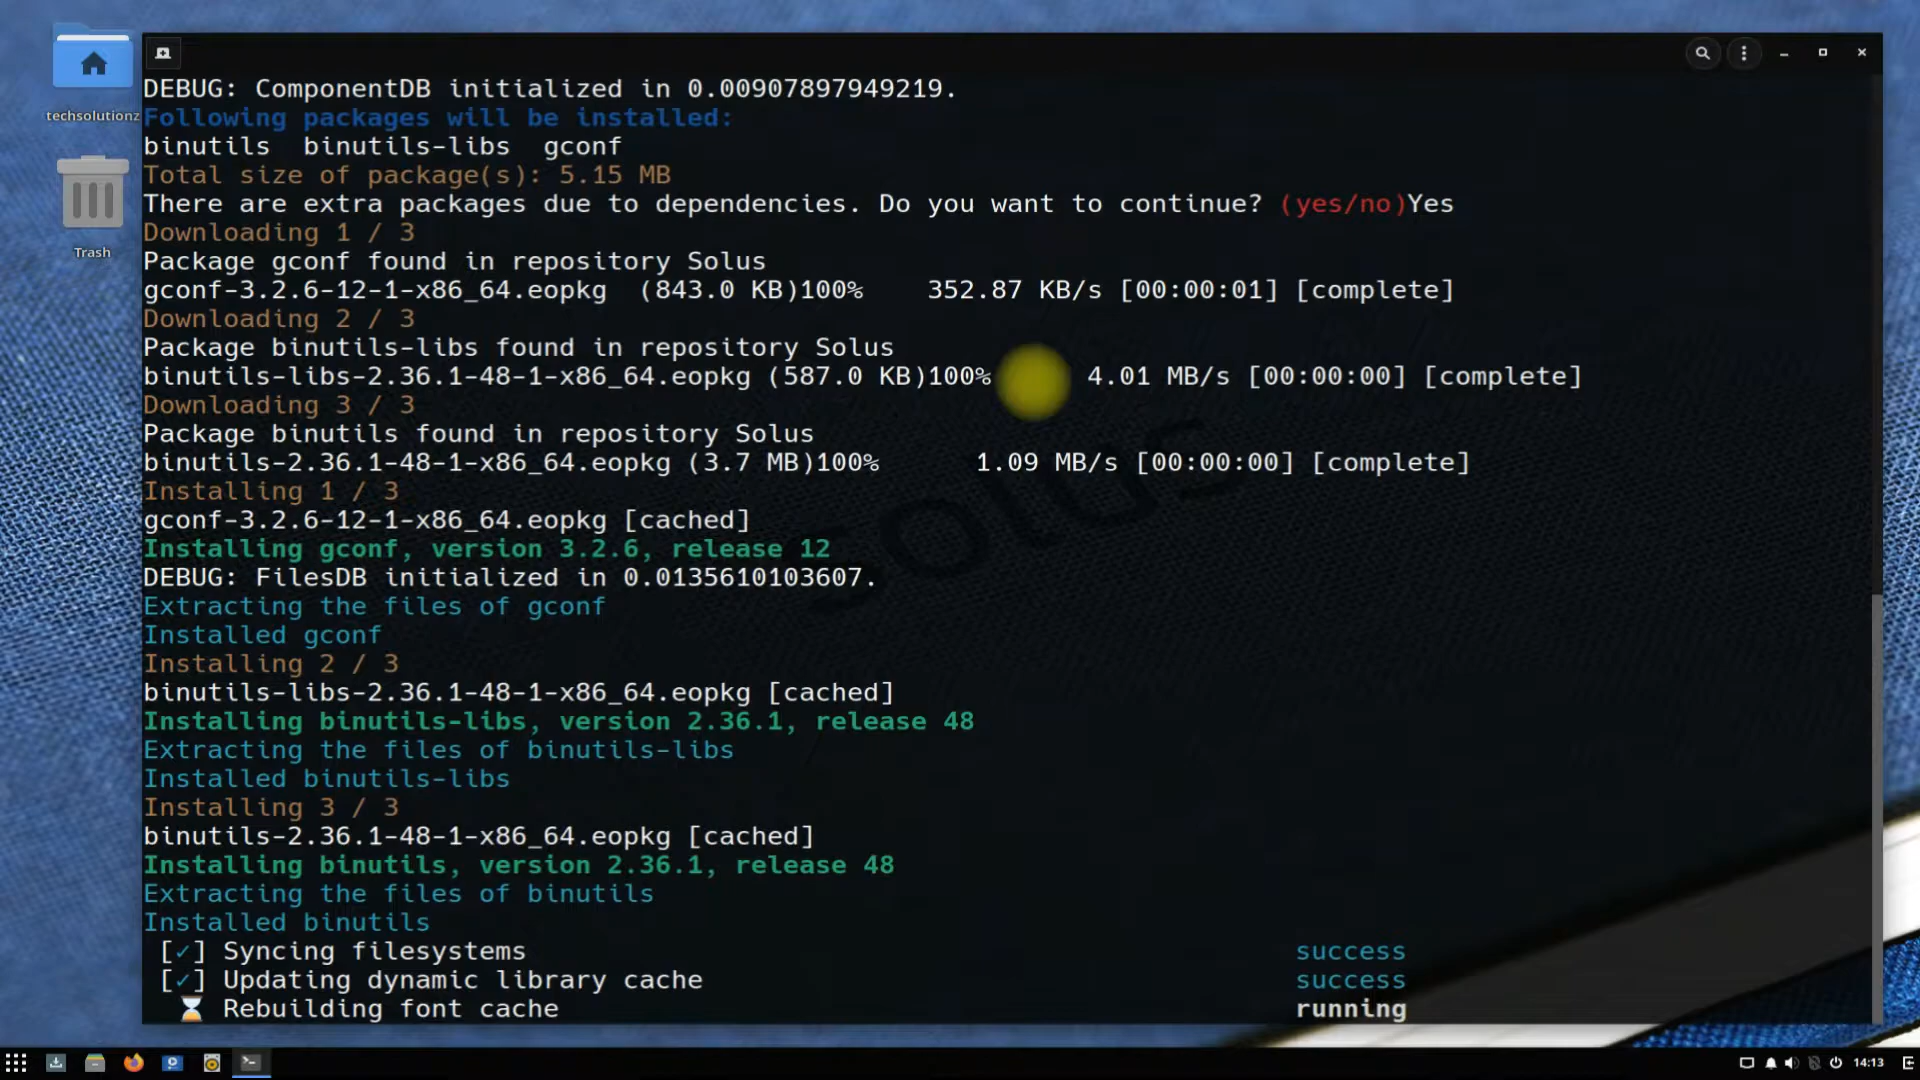 DEBUG: ComponentDB initialized in 0.00907897949219.
Following packages will be installed:
binutils  binutils-libs  gconf
Total size of package(s): 5.15 MB
There are extra packages due to dependencies. Do you want to continue? (yes/no)Yes
Downloading 1 / 3
Package gconf found in repository Solus
gconf-3.2.6-12-1-x86_64.eopkg  (843.0 KB)100%    352.87 KB/s [00:00:01] [complete]
Downloading 2 / 3
Package binutils-libs found in repository Solus
binutils-libs-2.36.1-48-1-x86_64.eopkg (587.0 KB)100%      4.01 MB/s [00:00:00] [complete]
Downloading 3 / 3
Package binutils found in repository Solus
binutils-2.36.1-48-1-x86_64.eopkg (3.7 MB)100%      1.09 MB/s [00:00:00] [complete]
Installing 1 / 3
gconf-3.2.6-12-1-x86_64.eopkg [cached]
Installing gconf, version 3.2.6, release 12
DEBUG: FilesDB initialized in 0.0135610103607.
Extracting the files of gconf
Installed gconf
Installing 2 / 3
binutils-libs-2.36.1-48-1-x86_64.eopkg [cached]
Installing binutils-libs, version 2.36.1, release 48
Extracting the files of binutils-libs
Installed binutils-libs
Installing 3 / 3
binutils-2.36.1-48-1-x86_64.eopkg [cached]
Installing binutils, version 2.36.1, release 48
Extracting the files of binutils
Installed binutils
[✓] Syncing filesystems success
[✓] Updating dynamic library cache success
⌛ Rebuilding font cache running
techsolutionz
Trash
solus
14:13